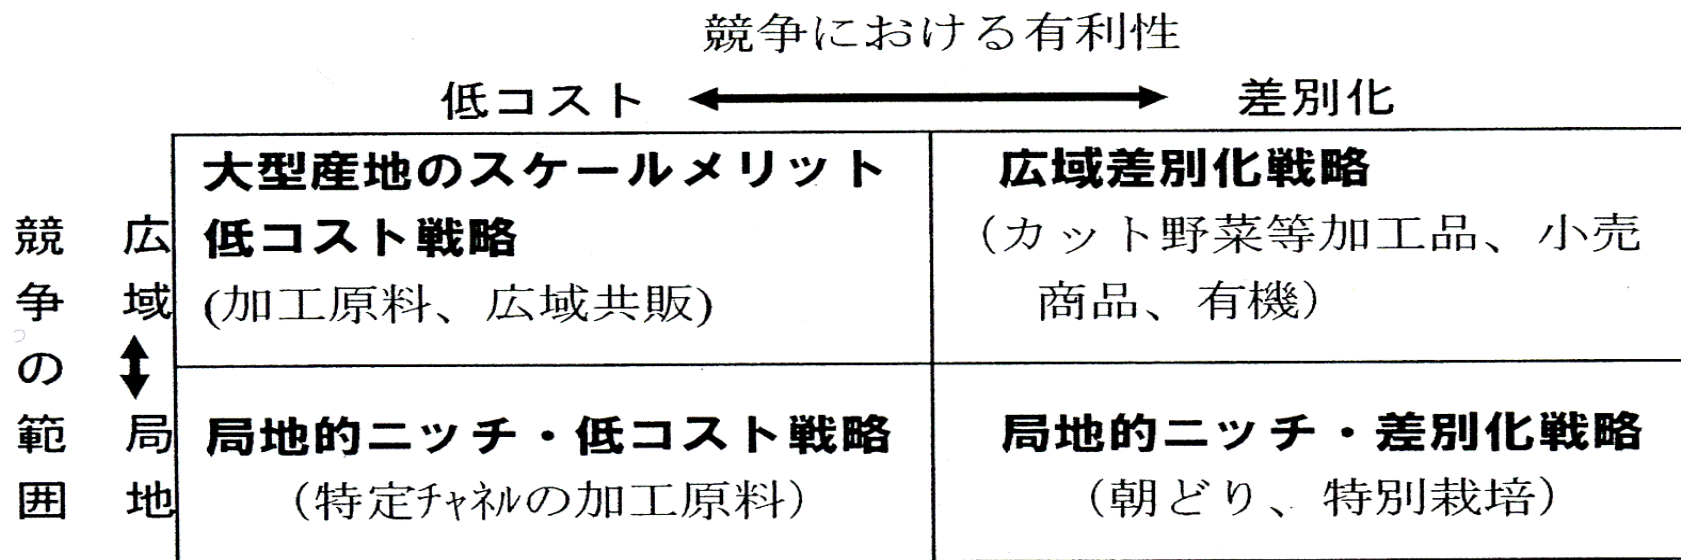 競争における有利性
低コスト
差別化
競争の範囲
広域
局地
大型産地のスケールメリット
低コスト戦略
(加工原料、広域共販)
広域差別化戦略
（カット野菜等加工品、小売
商品、有機）
局地的ニッチ・低コスト戦略
（特定ﾁｬﾈﾙの加工原料）
局地的ニッチ・差別化戦略
（朝どり、特別栽培）